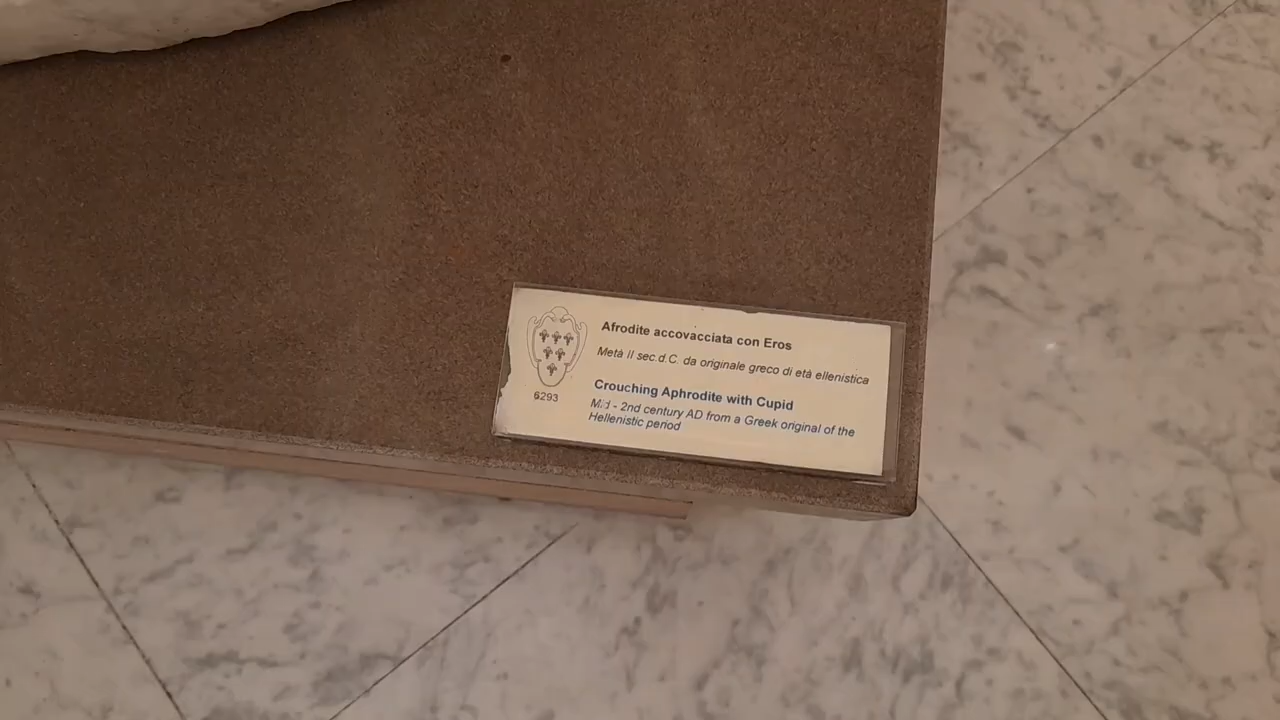 Afrodite accovacciata con Eros
Metà II sec.d.C. da originale greco di età ellenistica
Crouching Aphrodite with Cupid
Mid - 2nd century AD from a Greek original of the
Hellenistic period
6293